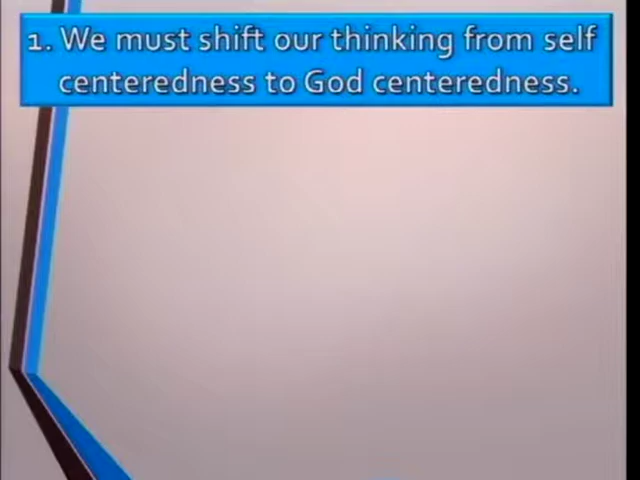 1. We must shift our thinking from self
centeredness to God centeredness.